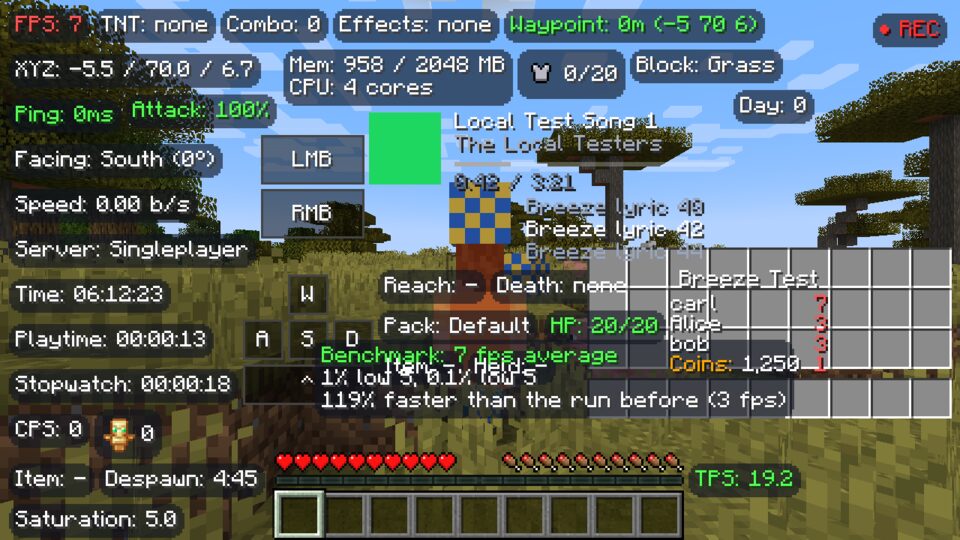 FPS: 7 TNT: none Combo: 0 Effects: none Waypoint: 0m (-5 70 6)
• REC
XYZ: -5.5 / 70.0 / 6.7
Mem: 958 / 2048 MB
CPU: 4 cores
0/20
Block: Grass
Ping: 0ms
Attack: 100%
Day: 0
Local Test Song 1
The Local Testers
0:42 / 3:21
Facing: South (0°)
LMB
RMB
Speed: 0.00 b/s
Breeze lyric 40
Breeze lyric 42
Breeze lyric 44
Server: Singleplayer
Reach: - Death: none
Breeze Test
Time: 06:12:23
W
carl 7
Alice 3
bob 3
Coins: 1,250 1
Playtime: 00:00:13
A S D
Pack: Default HP: 20/20
Benchmark: 7 fps average
1% low 5, 0.1% low 5
119% faster than the run before (3 fps)
Stopwatch: 00:00:18
^
CPS: 0
0
Item: - Despawn: 4:45
TPS: 19.2
Saturation: 5.0